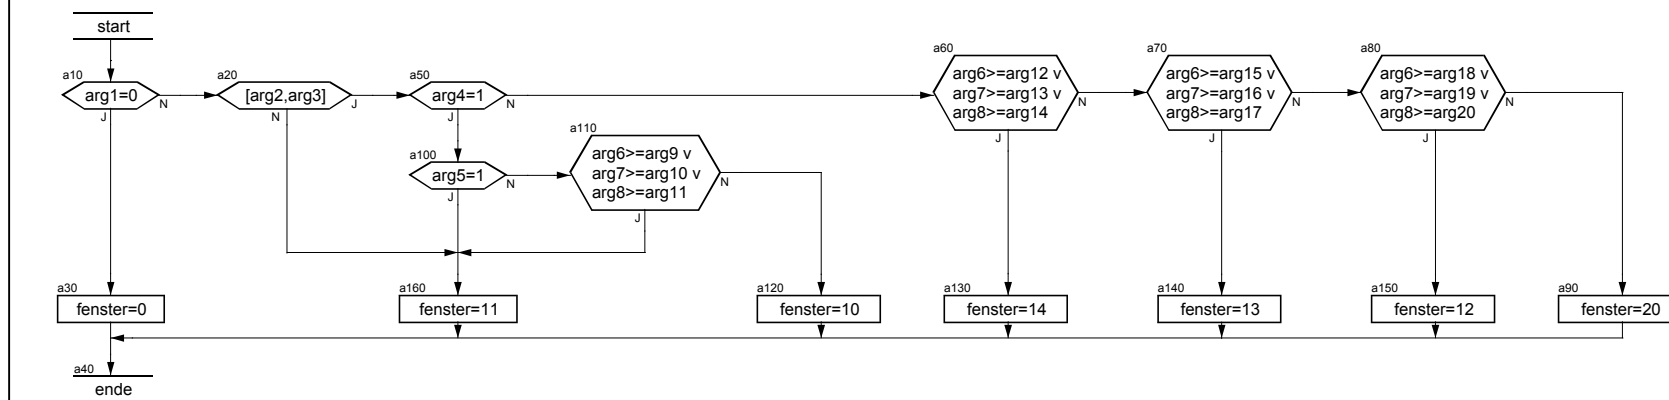 start
a10
arg1=0
N
J
a20
[arg2,arg3]
J
N
a50
arg4=1
N
J
a60
arg6>=arg12 v
arg7>=arg13 v
arg8>=arg14
N
J
a70
arg6>=arg15 v
arg7>=arg16 v
arg8>=arg17
N
J
a80
arg6>=arg18 v
arg7>=arg19 v
arg8>=arg20
N
J
a100
arg5=1
N
J
a110
arg6>=arg9 v
arg7>=arg10 v
arg8>=arg11
N
J
a30
fenster=0
a160
fenster=11
a120
fenster=10
a130
fenster=14
a140
fenster=13
a150
fenster=12
a90
fenster=20
a40
ende